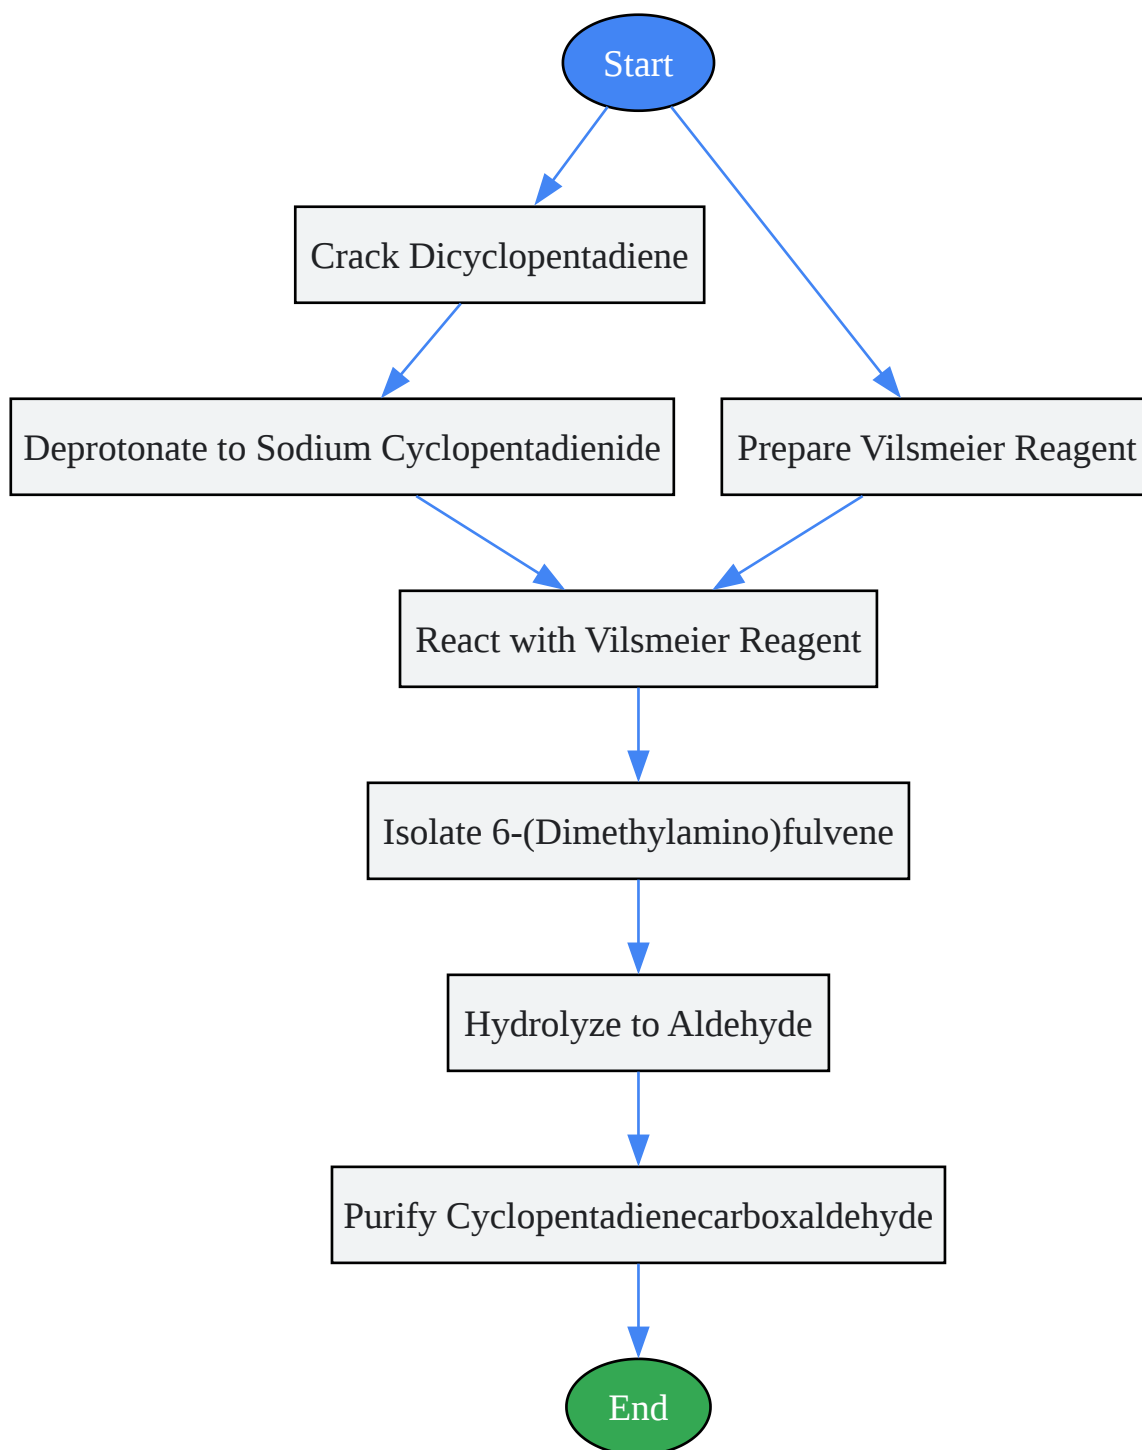 Start
Crack Dicyclopentadiene
Deprotonate to Sodium Cyclopentadienide
Prepare Vilsmeier Reagent
React with Vilsmeier Reagent
Isolate 6-(Dimethylamino)fulvene
Hydrolyze to Aldehyde
Purify Cyclopentadienecarboxaldehyde
End